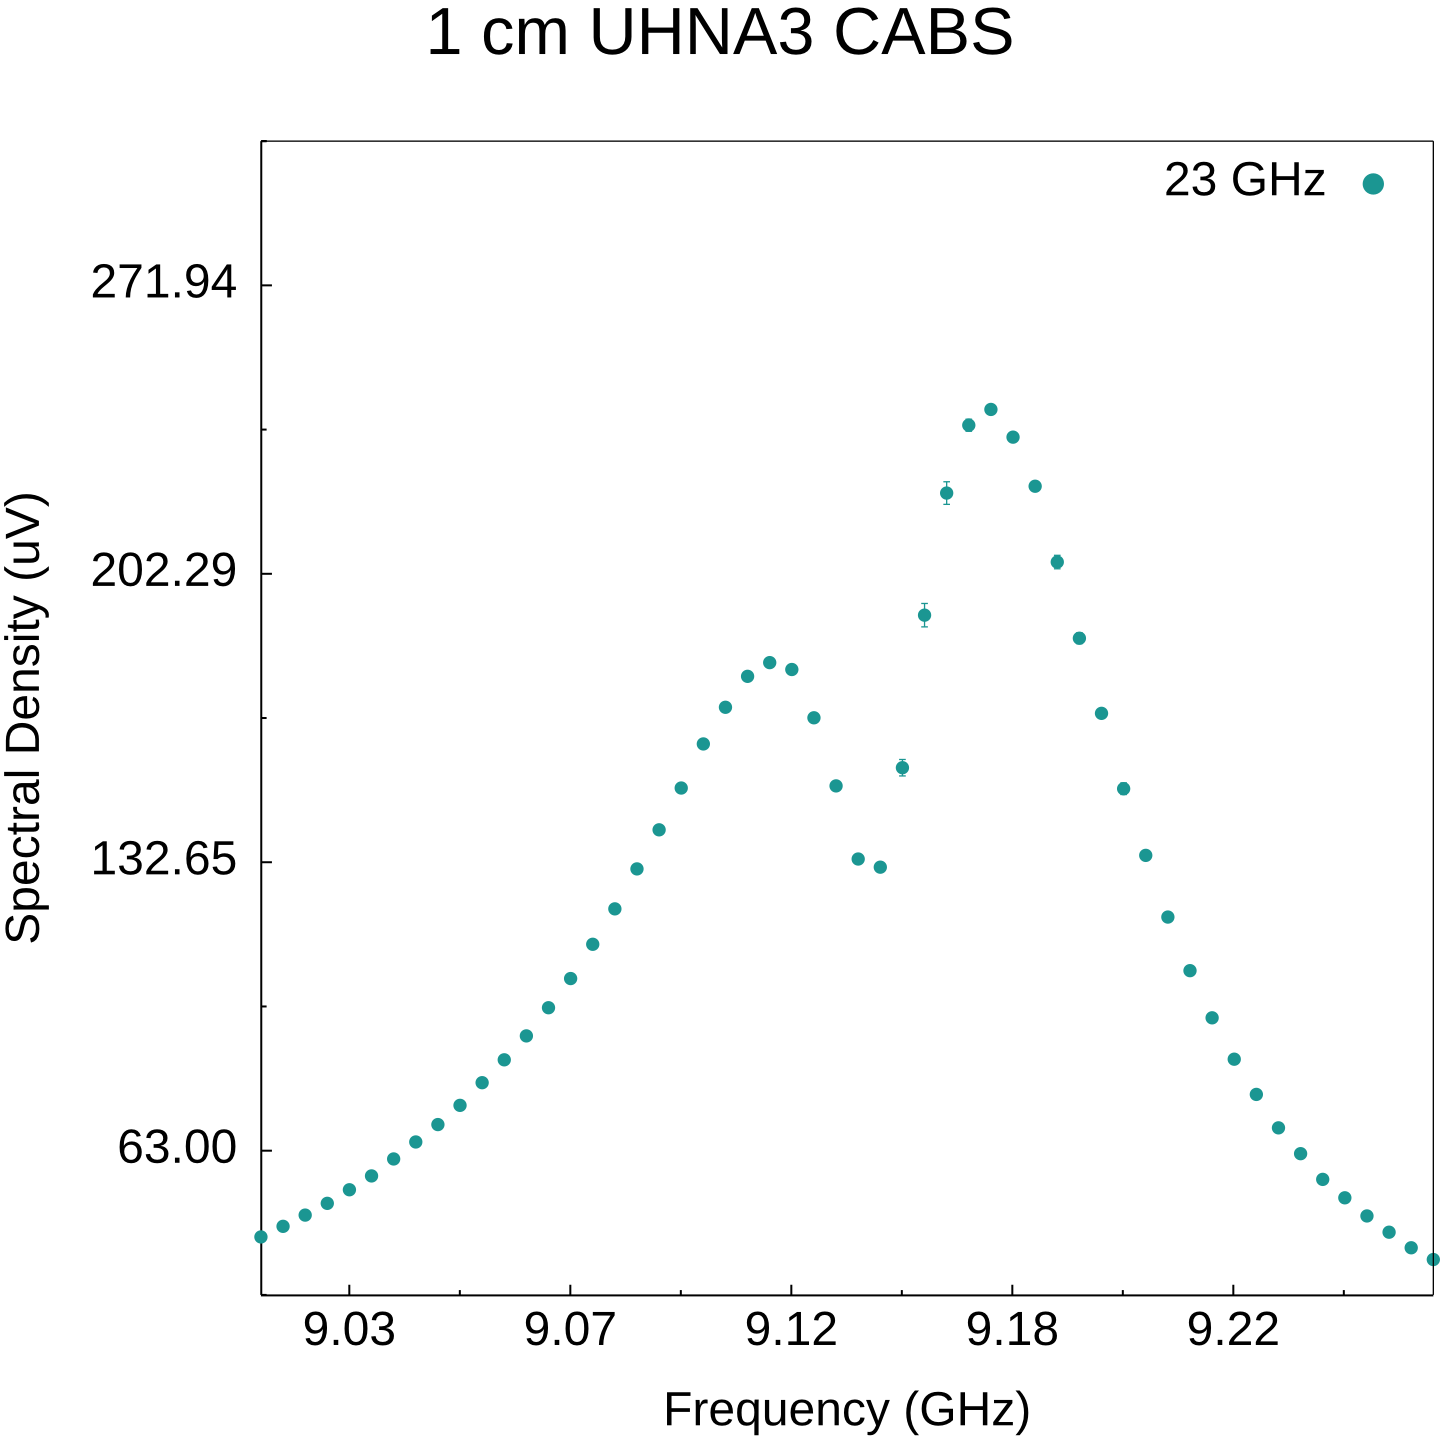 1 cm UHNA3 CABS
23 GHz
271.94
202.29
132.65
63.00
Spectral Density (uV)
9.03
9.07
9.12
9.18
9.22
Frequency (GHz)